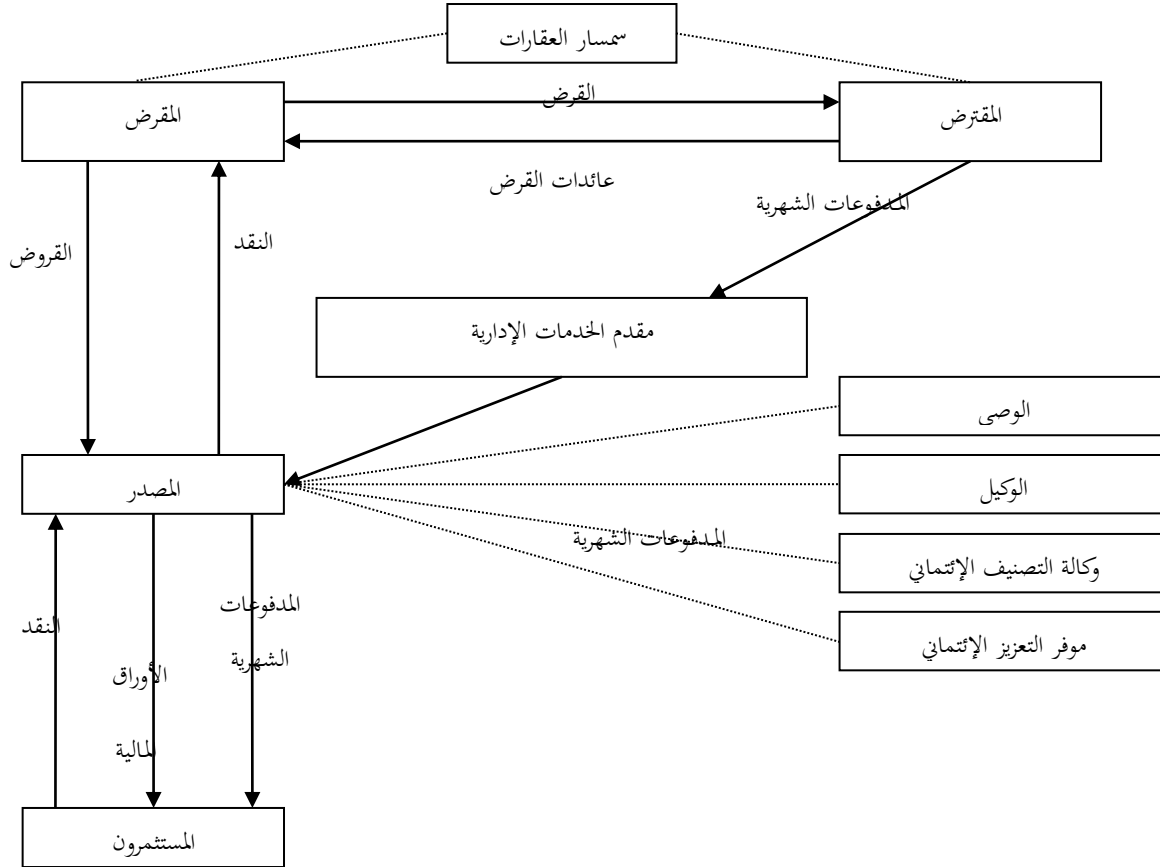 سمسار العقارات
المقترض
القرض
المقرض
عائدات القرض
المدفوعات الشهرية
النقد
القروض
مقدم الخدمات الإدارية
الوصى
المصدر
الوكيل
المدفوعات الشهرية
وكالة التصنيف الإئتماني
المدفوعات
الشهرية
النقد
الأوراق
المالية
موفر التعزيز الإئتماني
المستثمرون